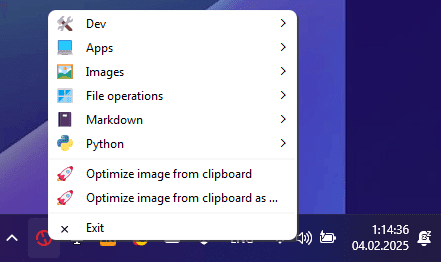 Dev
Apps
Images
File operations
Markdown
Python
Optimize image from clipboard
Optimize image from clipboard as ...
Exit
1:14:36
04.02.2025